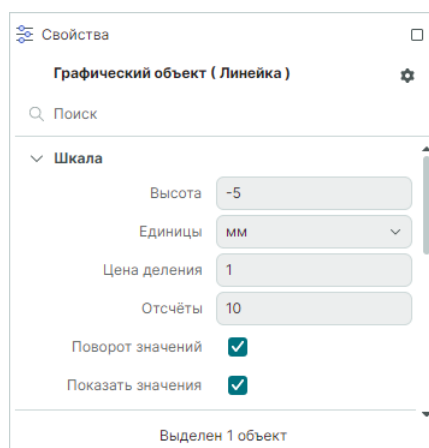 Свойства
Графический объект ( Линейка )
Поиск
Шкала
Высота -5
Единицы мм
Цена деления 1
Отсчёты 10
Поворот значений
Показать значения
Выделен 1 объект